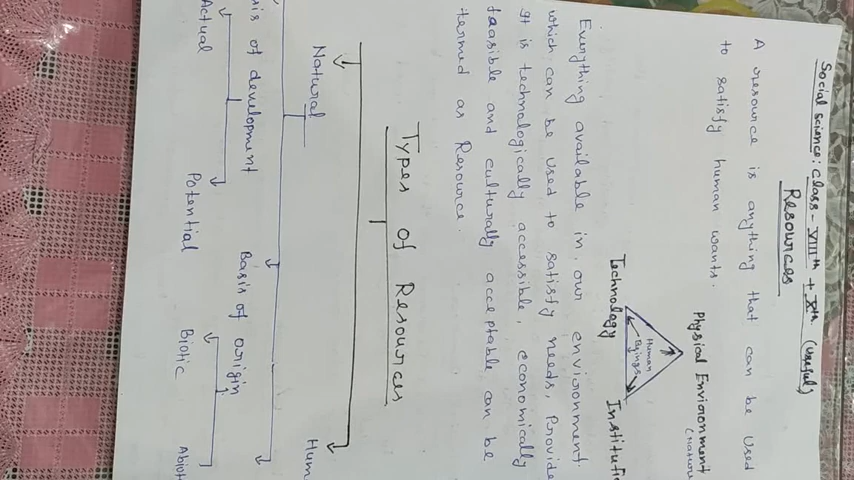 Social science: Class - VIIIth + Xth (useful)
Resources
A resource is anything that can be used
to satisfy human wants.
Physical Environment
(Nature
Human
Beings
Technology
Institutio
Everything available in our environment
which can be used to satisfy needs, Provide
It is technologically accessible, economically
feasible and culturally acceptable can be
termed as Resource.
Types of Resources
Natural
Hum
is of development
Basis of origin
Actual
Potential
Biotic
Abiot